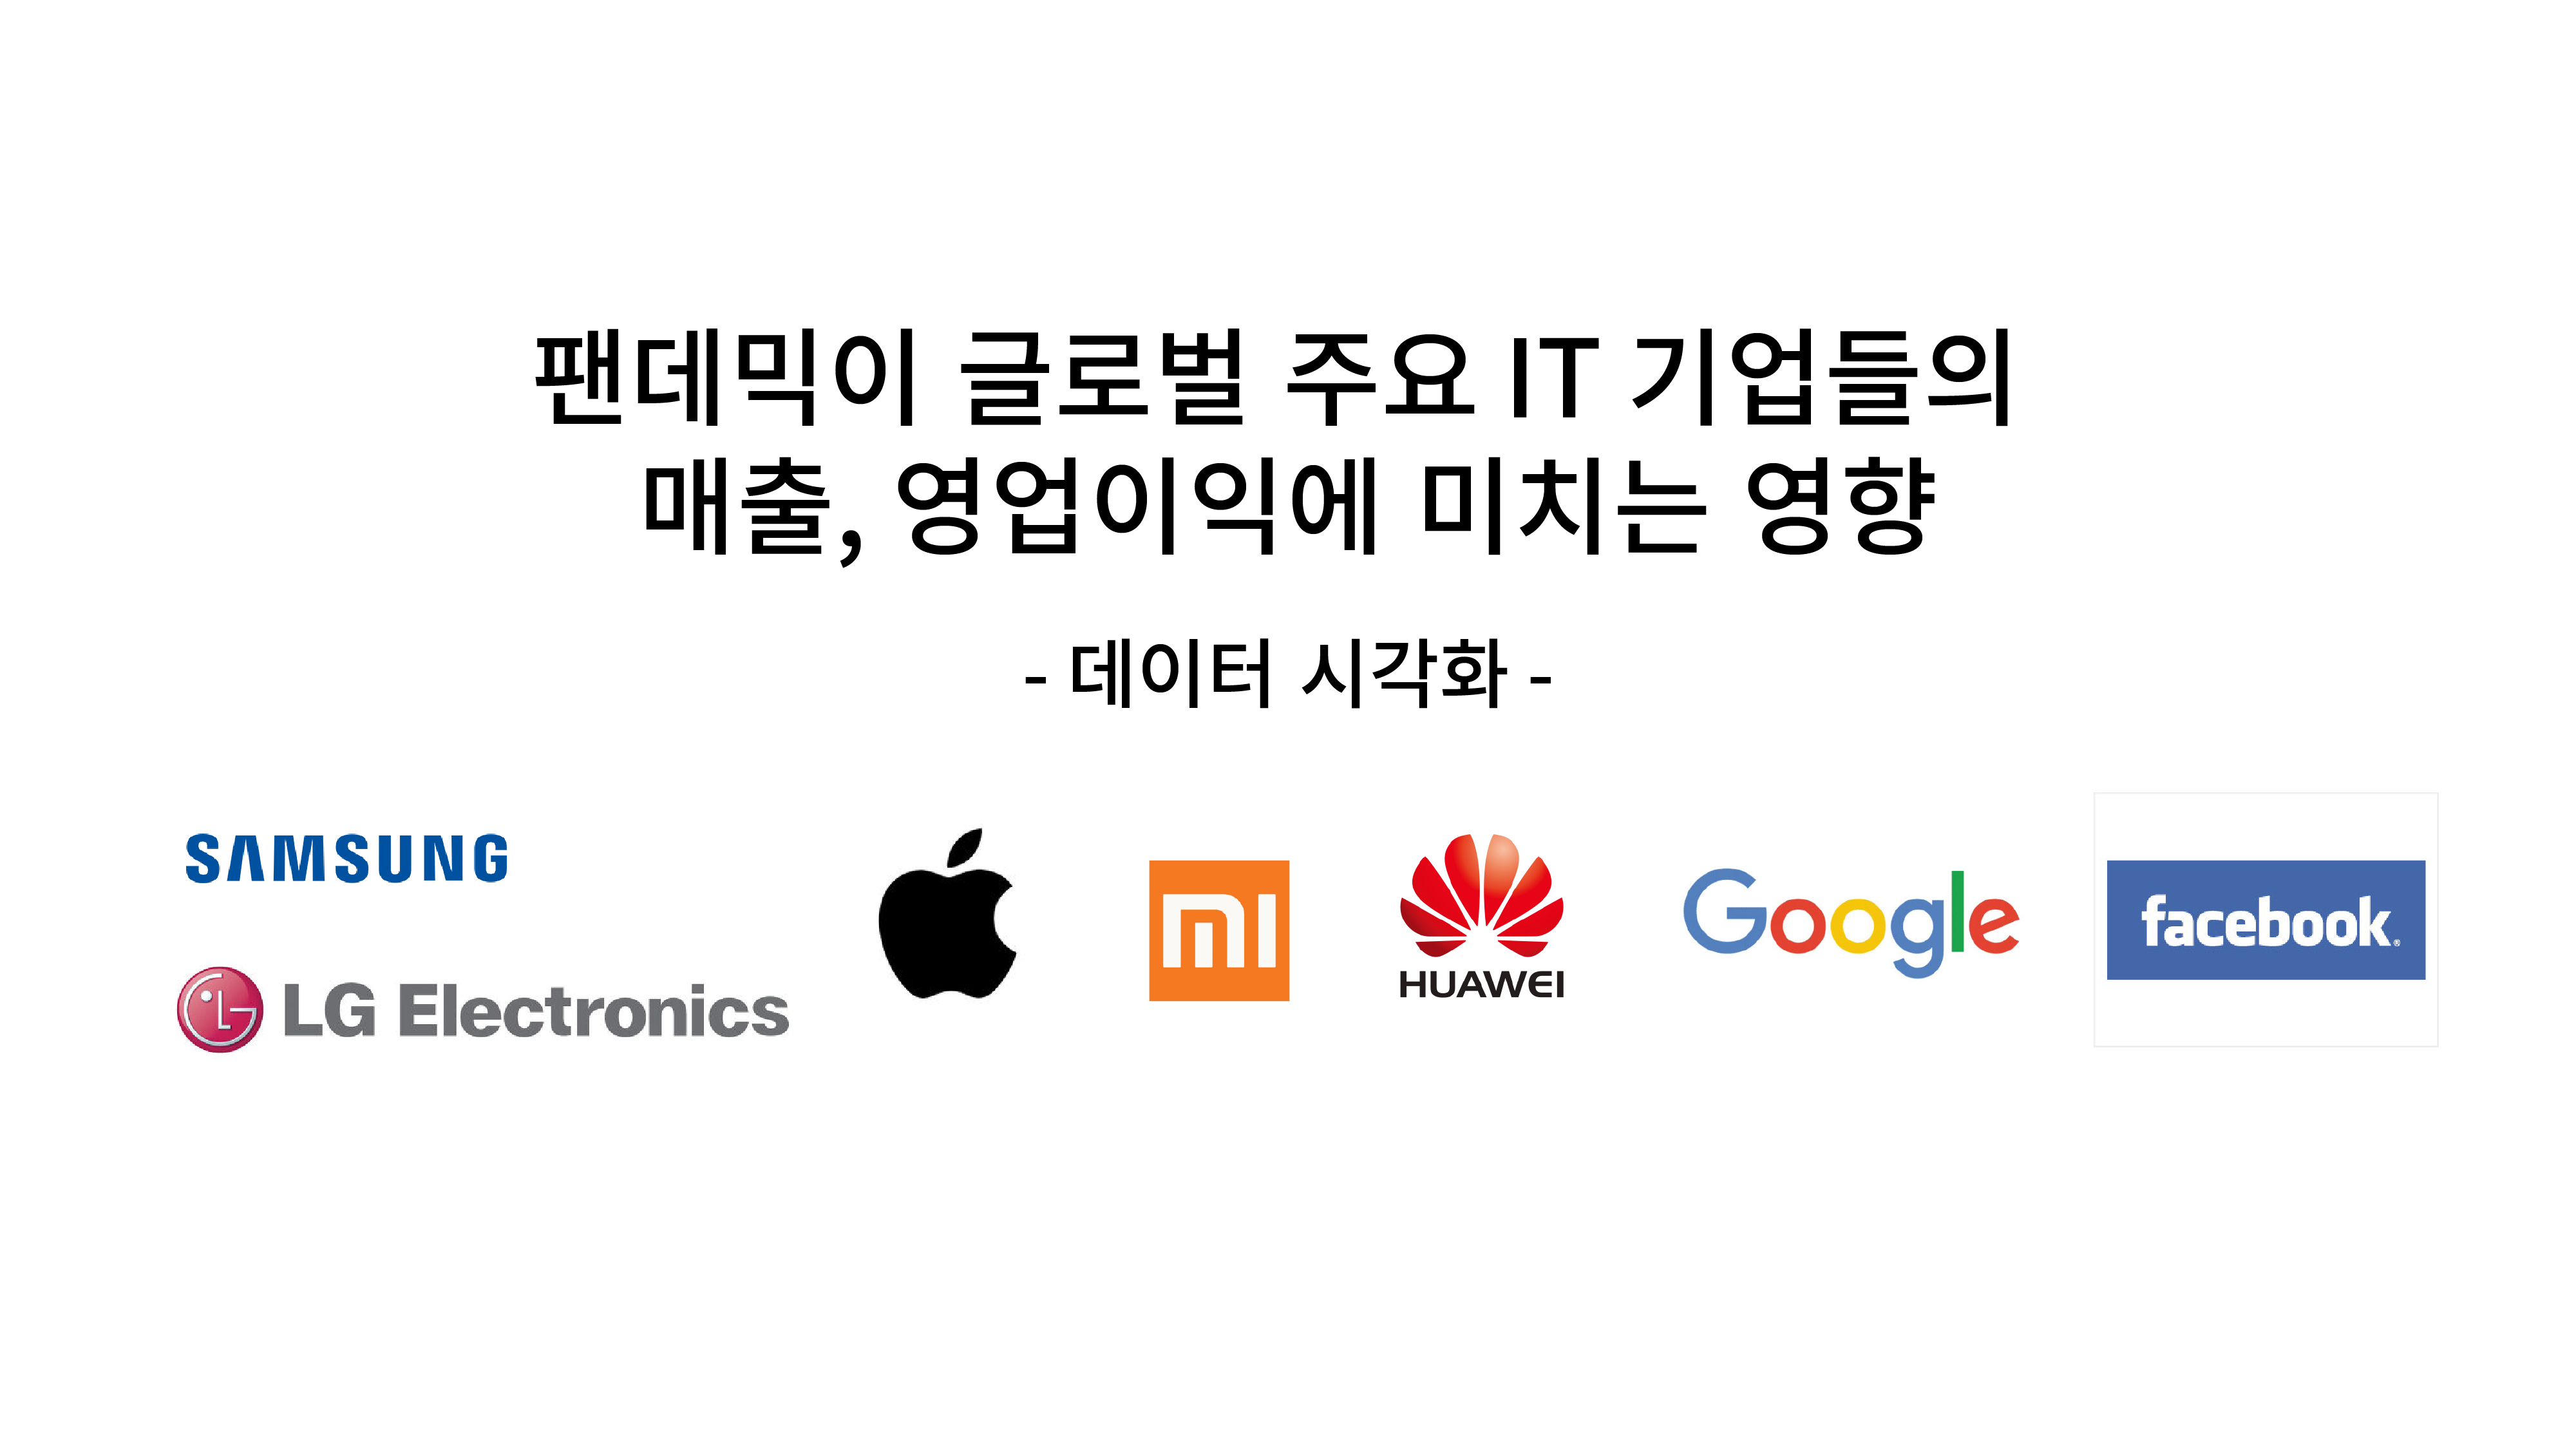 팬데믹이 글로벌 주요 IT 기업들의
매출, 영업이익에 미치는 영향
- 데이터 시각화 -
SAMSUNG
LG Electronics
mi
HUAWEI
Google
facebook®